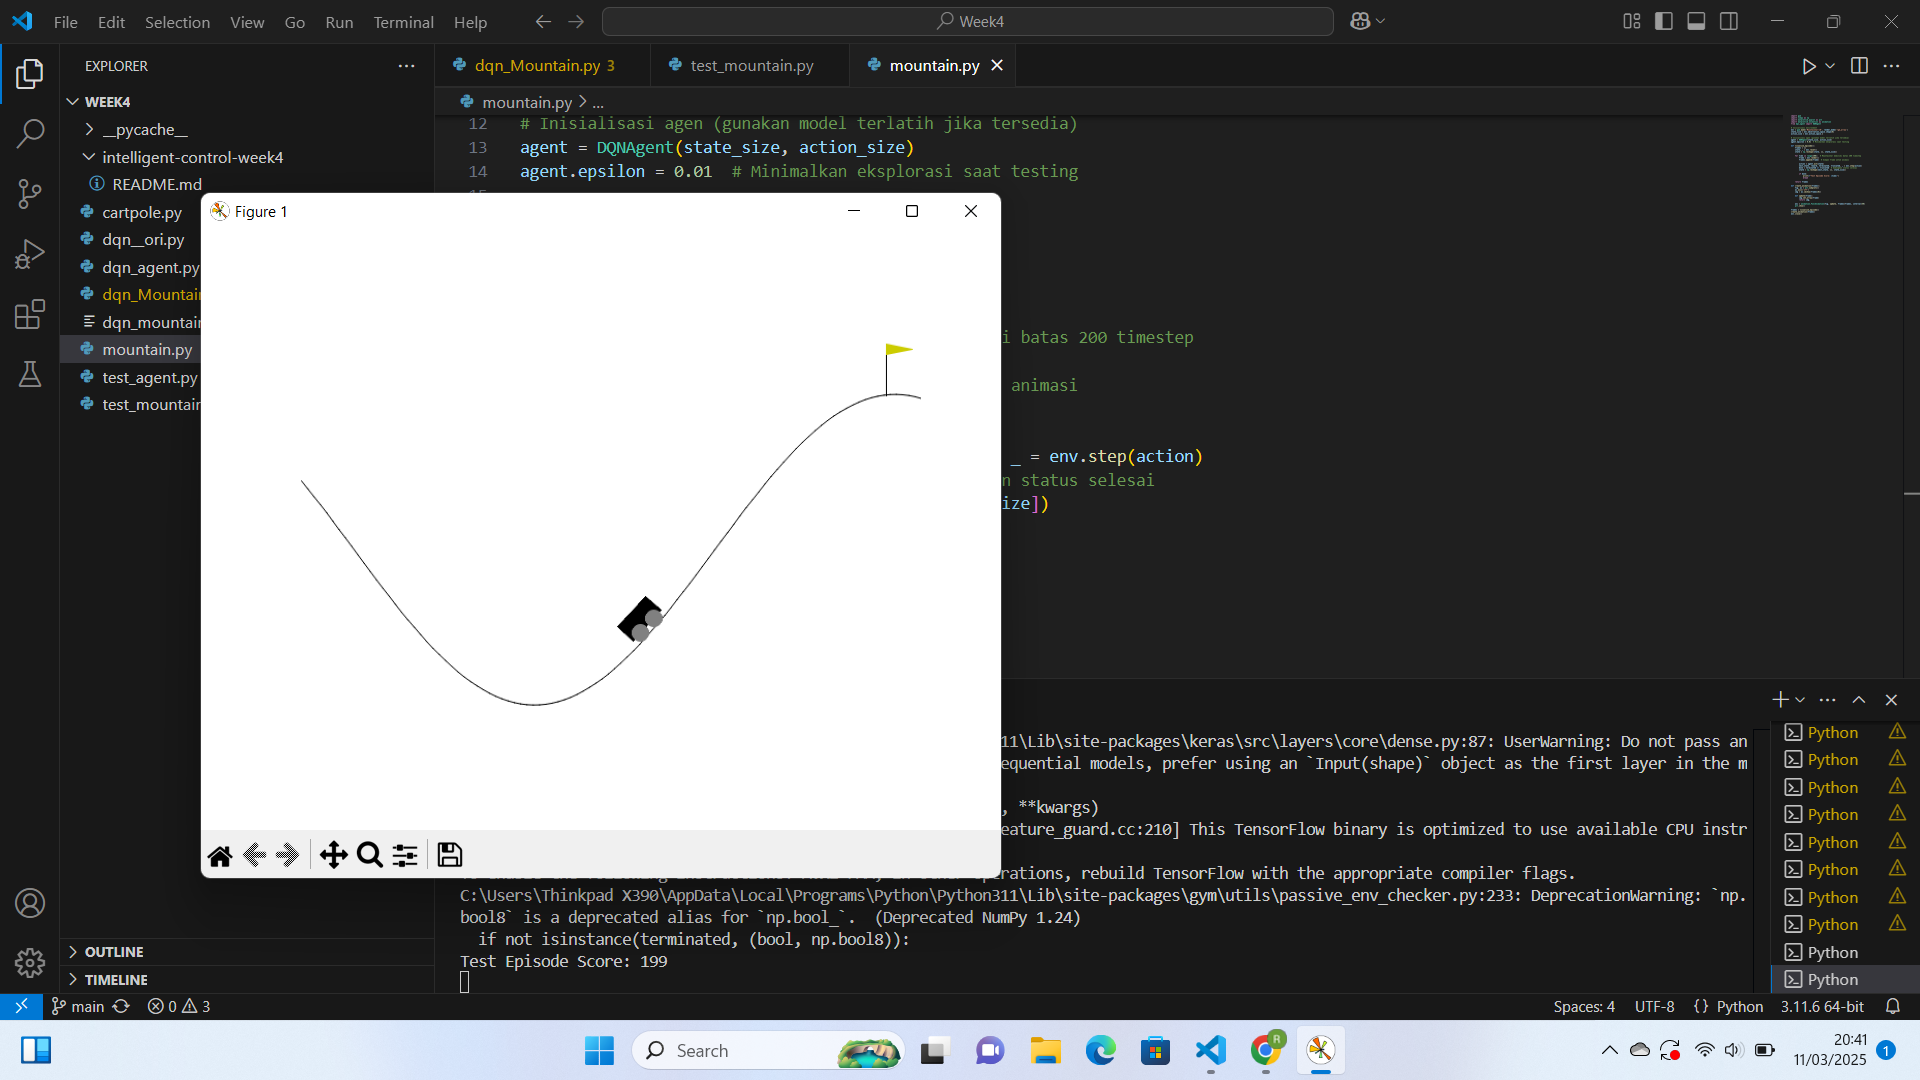 File Edit Selection View Go Run Terminal Help
Week4
EXPLORER
dqn_Mountain.py 3
test_mountain.py
mountain.py
WEEK4
mountain.py > ...
__pycache__
intelligent-control-week4
README.md
cartpole.py
dqn__ori.py
dqn_agent.py
dqn_Mountain
dqn_mountain
mountain.py
test_agent.py
test_mountain
12 # Inisialisasi agen (gunakan model terlatih jika tersedia)
13 agent = DQNAgent(state_size, action_size)
14 agent.epsilon = 0.01 # Minimalkan eksplorasi saat testing
Figure 1
i batas 200 timestep
animasi
_ = env.step(action)
n status selesai
ize])
11\Lib\site-packages\keras\src\layers\core\dense.py:87: UserWarning: Do not pass an
equential models, prefer using an `Input(shape)` object as the first layer in the m
, **kwargs)
eature_guard.cc:210] This TensorFlow binary is optimized to use available CPU instr
erations, rebuild TensorFlow with the appropriate compiler flags.
C:\Users\Thinkpad X390\AppData\Local\Programs\Python\Python311\Lib\site-packages\gym\utils\passive_env_checker.py:233: DeprecationWarning: `np.
bool8` is a deprecated alias for `np.bool_`. (Deprecated NumPy 1.24)
if not isinstance(terminated, (bool, np.bool8)):
Test Episode Score: 199
Python
Python
Python
Python
Python
Python
Python
Python
Python
Python
OUTLINE
TIMELINE
main
0
3
Spaces: 4
UTF-8
{ } Python
3.11.6 64-bit
Search
R
20:41
11/03/2025
1